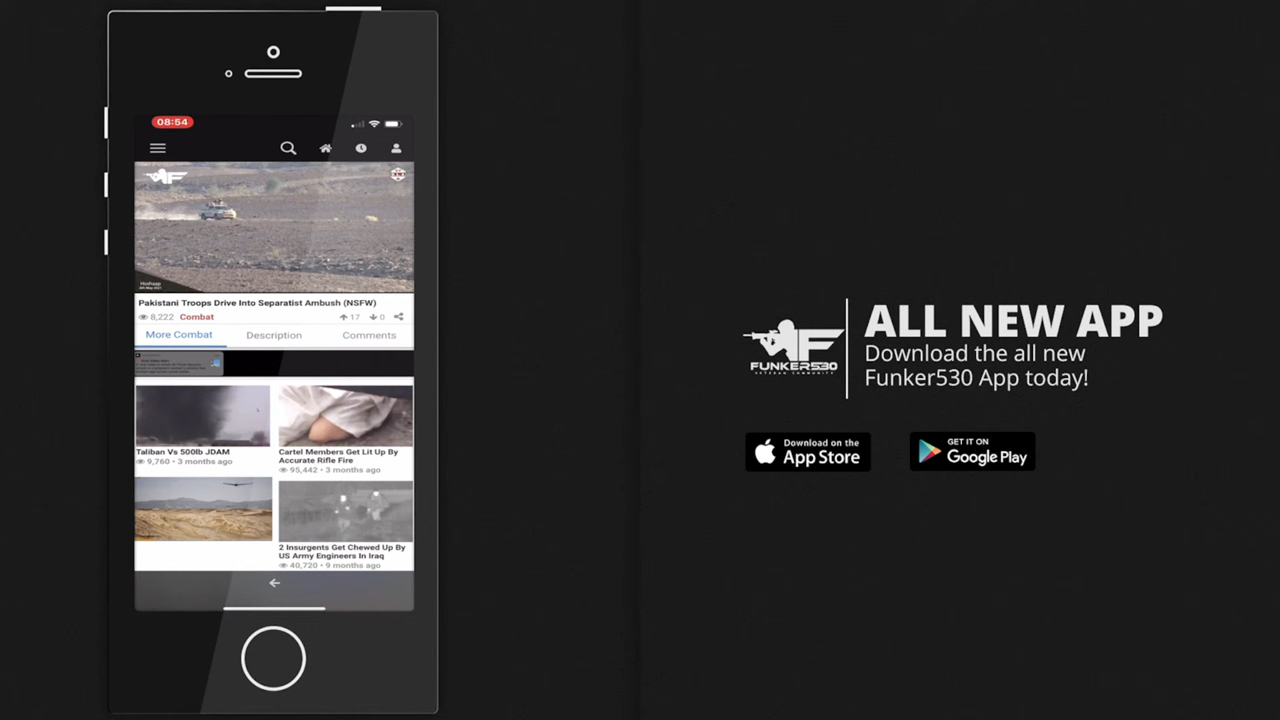 08:54
Hoshaap
Pakistani Troops Drive Into Separatist Ambush (NSFW)
8,222 Combat
17
0
More Combat
Description
Comments
Taliban Vs 500lb JDAM
9,760 • 3 months ago
Cartel Members Get Lit Up By
Accurate Rifle Fire
95,442 • 3 months ago
2 Insurgents Get Chewed Up By
US Army Engineers In Iraq
40,720 • 9 months ago
F
FUNKER530
VETERAN COMMUNITY
ALL NEW APP
Download the all new
Funker530 App today!
Download on the
App Store
GET IT ON
Google Play